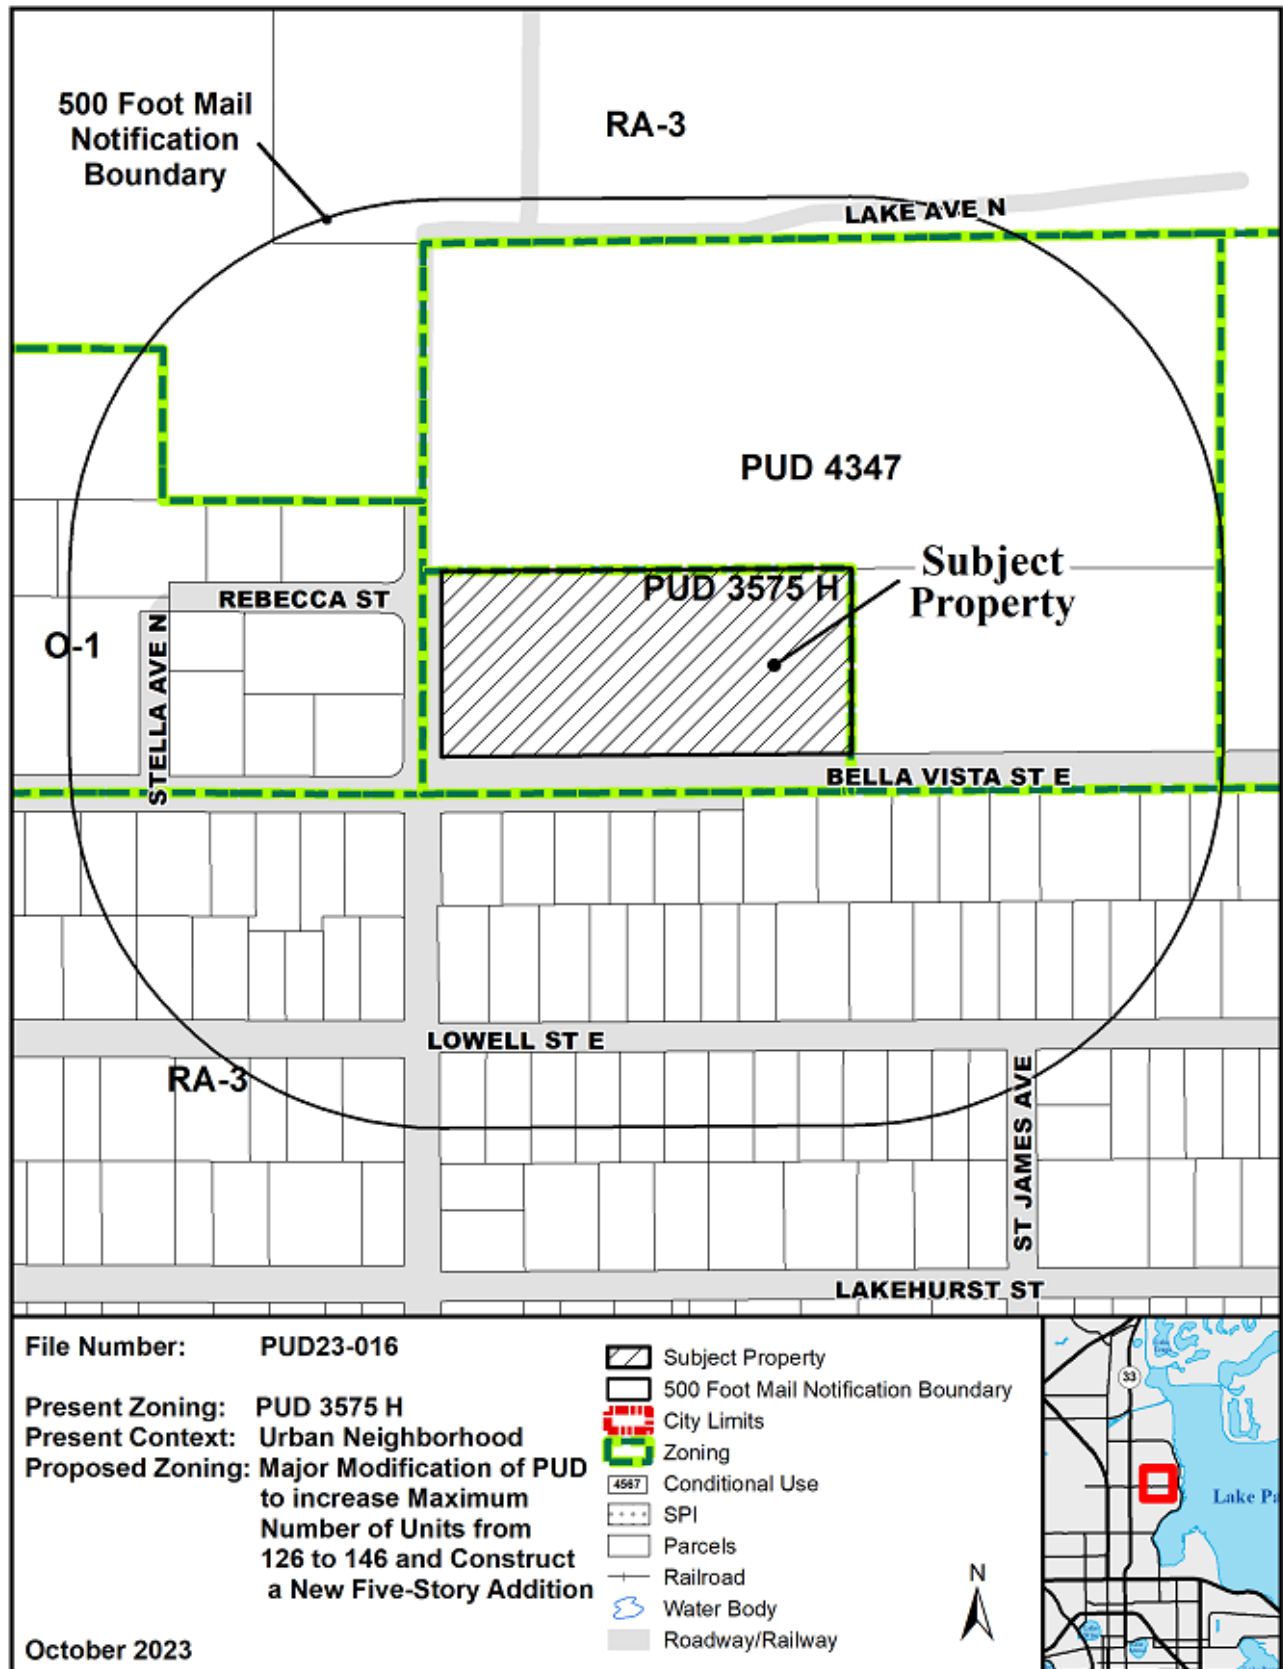 500 Foot Mail
Notification
Boundary
RA-3
LAKE AVE N
PUD 4347
Subject
Property
PUD 3575 H
REBECCA ST
O-1
STELLA AVE N
BELLA VISTA ST E
LOWELL ST E
RA-3
ST JAMES AVE
LAKEHURST ST
File Number: PUD23-016
Present Zoning: PUD 3575 H
Present Context: Urban Neighborhood
Proposed Zoning: Major Modification of PUD
to increase Maximum
Number of Units from
126 to 146 and Construct
a New Five-Story Addition
October 2023
Subject Property
500 Foot Mail Notification Boundary
City Limits
Zoning
4567 Conditional Use
SPI
Parcels
Railroad
Water Body
Roadway/Railway
N
33
Lake Pa